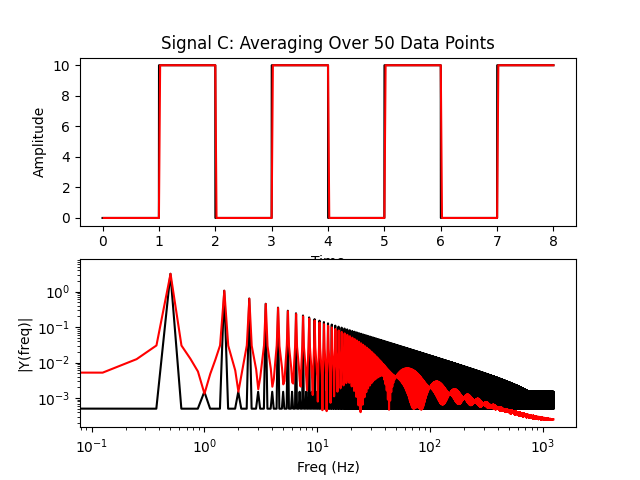 Signal C: Averaging Over 50 Data Points
Amplitude
10
8
6
4
2
0
0 1 2 3 4 5 6 7 8
Time
|Y(freq)|
10⁰
10⁻¹
10⁻²
10⁻³
10⁻¹ 10⁰ 10¹ 10² 10³
Freq (Hz)